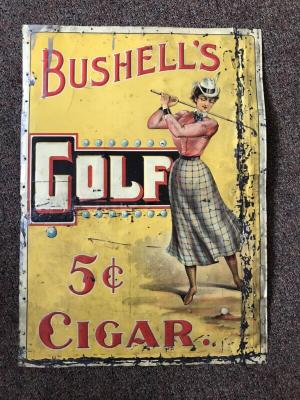 BUSHELL'S
GOLF
5¢
CIGAR.